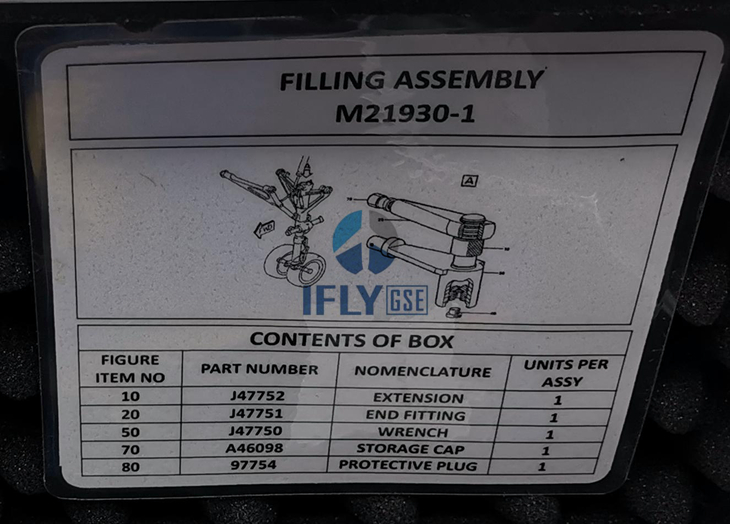 FILLING ASSEMBLY
M21930-1
A
IFLY GSE
CONTENTS OF BOX
FIGURE ITEM NO PART NUMBER NOMENCLATURE UNITS PER ASSY
10 J47752 EXTENSION 1
20 J47751 END FITTING 1
50 J47750 WRENCH 1
70 A46098 STORAGE CAP 1
80 97754 PROTECTIVE PLUG 1